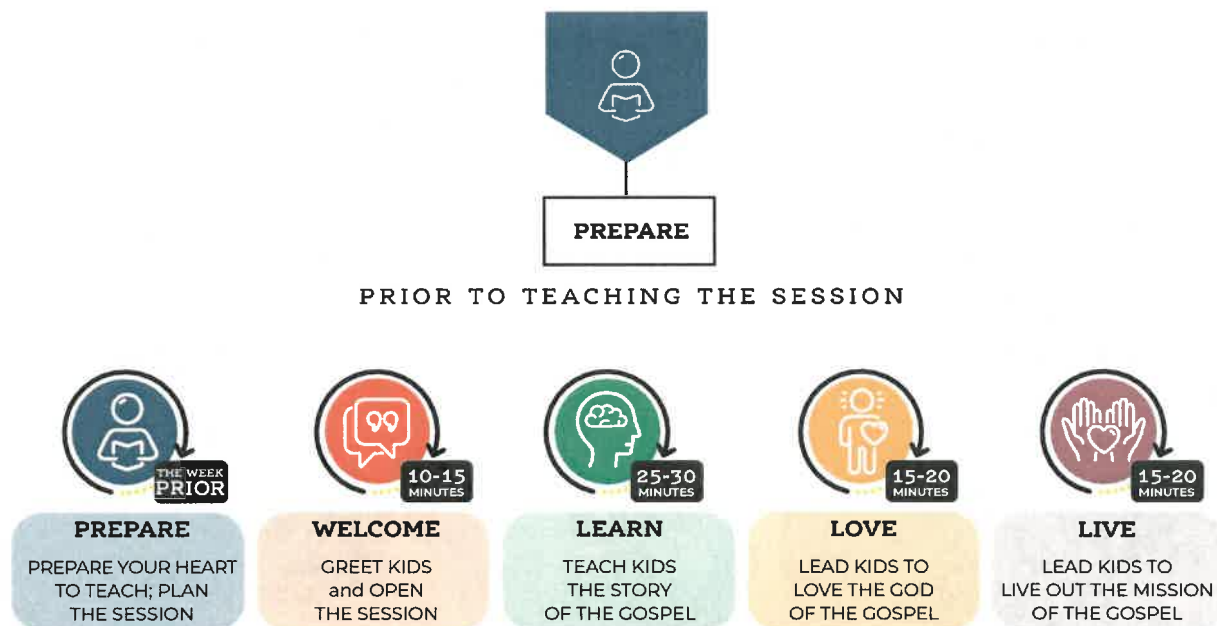 PREPARE
PRIOR TO TEACHING THE SESSION
THE WEEK
PRIOR
10-15
MINUTES
25-30
MINUTES
15-20
MINUTES
15-20
MINUTES
PREPARE
PREPARE YOUR HEART
TO TEACH; PLAN
THE SESSION
WELCOME
GREET KIDS
and OPEN
THE SESSION
LEARN
TEACH KIDS
THE STORY
OF THE GOSPEL
LOVE
LEAD KIDS TO
LOVE THE GOD
OF THE GOSPEL
LIVE
LEAD KIDS TO
LIVE OUT THE MISSION
OF THE GOSPEL